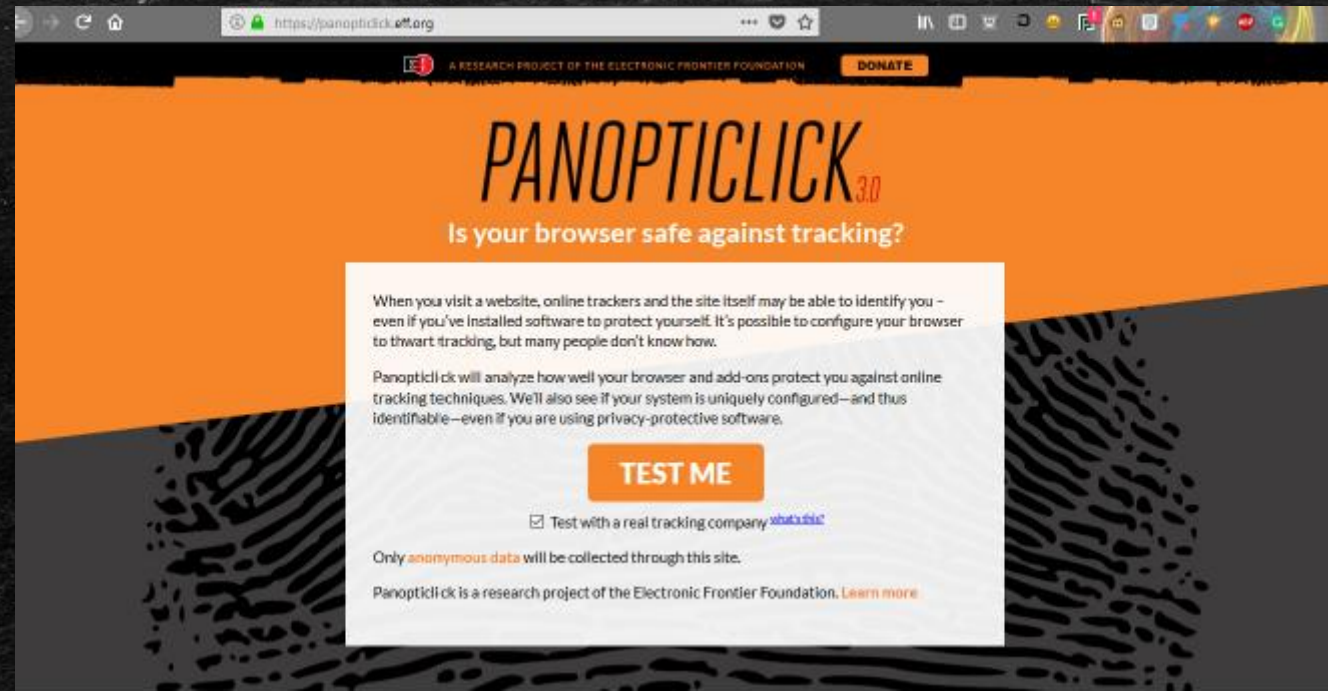 https://panopticlick.eff.org
A RESEARCH PROJECT OF THE ELECTRONIC FRONTIER FOUNDATION
DONATE
PANOPTICLICK 3.0
Is your browser safe against tracking?
When you visit a website, online trackers and the site itself may be able to identify you –
even if you've installed software to protect yourself. It's possible to configure your browser
to thwart tracking, but many people don't know how.
Panopticlick will analyze how well your browser and add-ons protect you against online
tracking techniques. We'll also see if your system is uniquely configured—and thus
identifiable—even if you are using privacy-protective software.
TEST ME
Test with a real tracking company what's this?
Only anonymous data will be collected through this site.
Panopticlick is a research project of the Electronic Frontier Foundation. Learn more